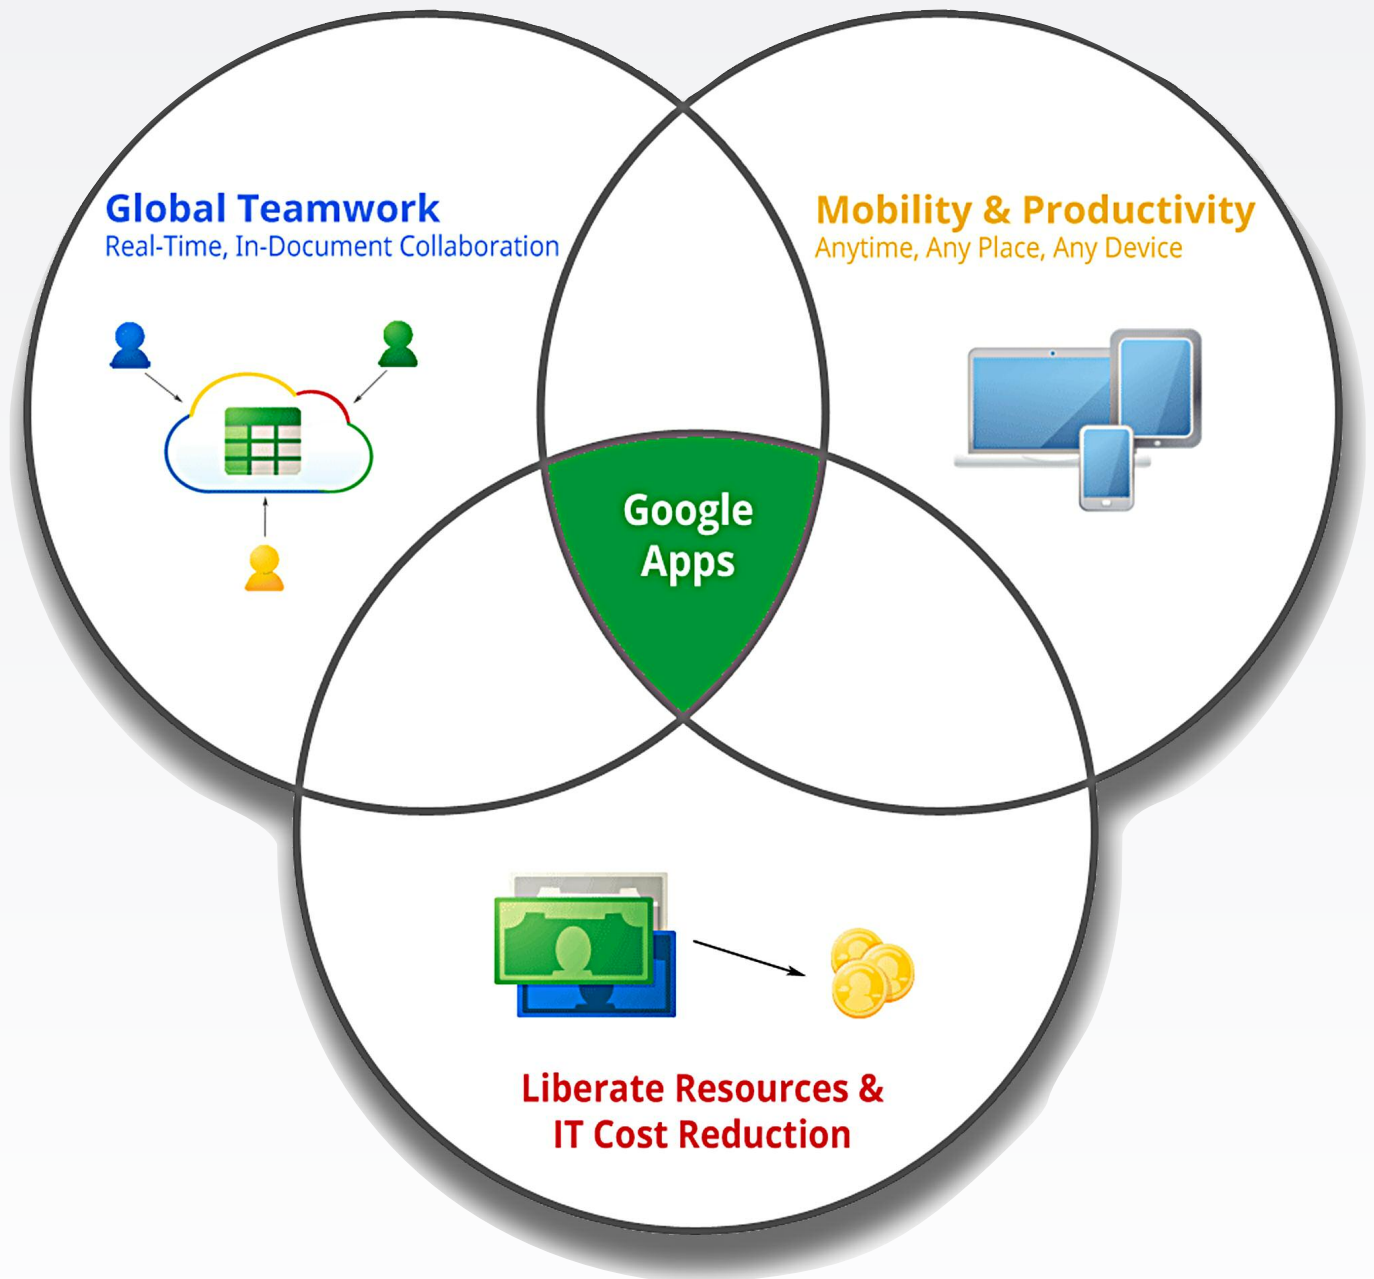 Global Teamwork
Real-Time, In-Document Collaboration
Mobility & Productivity
Anytime, Any Place, Any Device
Google
Apps
Liberate Resources &
IT Cost Reduction